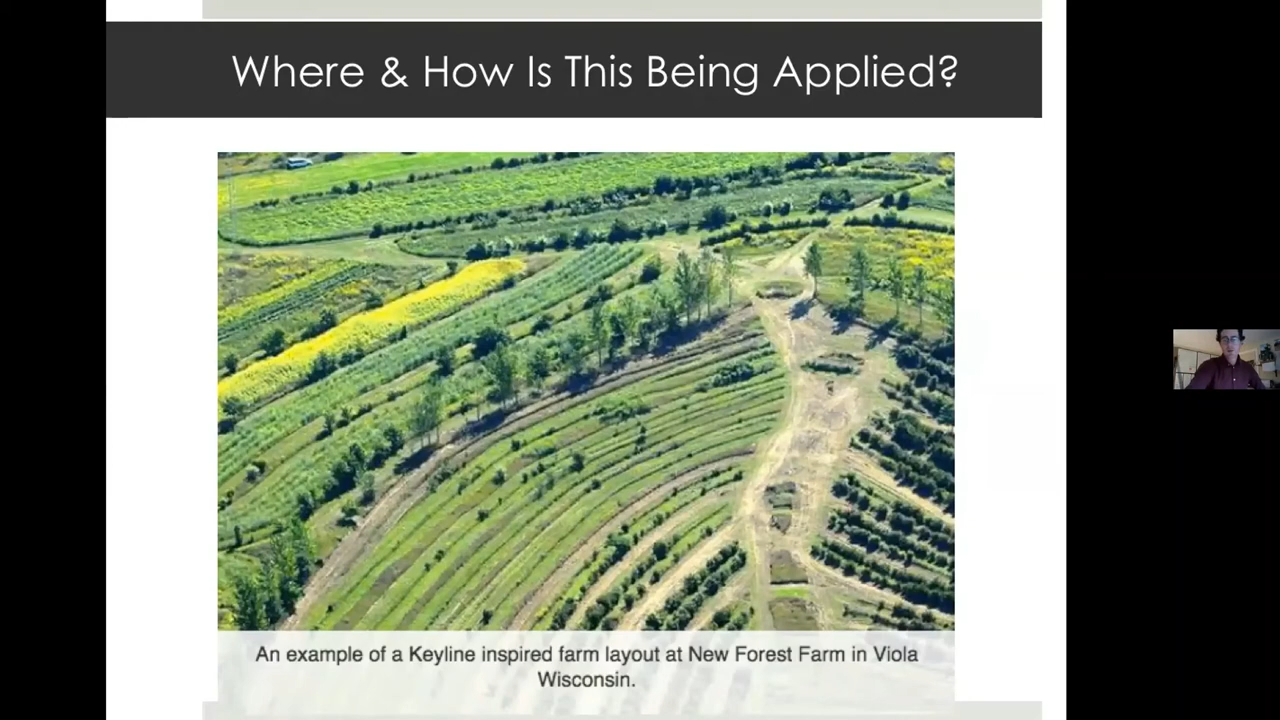 Where & How Is This Being Applied?
An example of a Keyline inspired farm layout at New Forest Farm in Viola
Wisconsin.